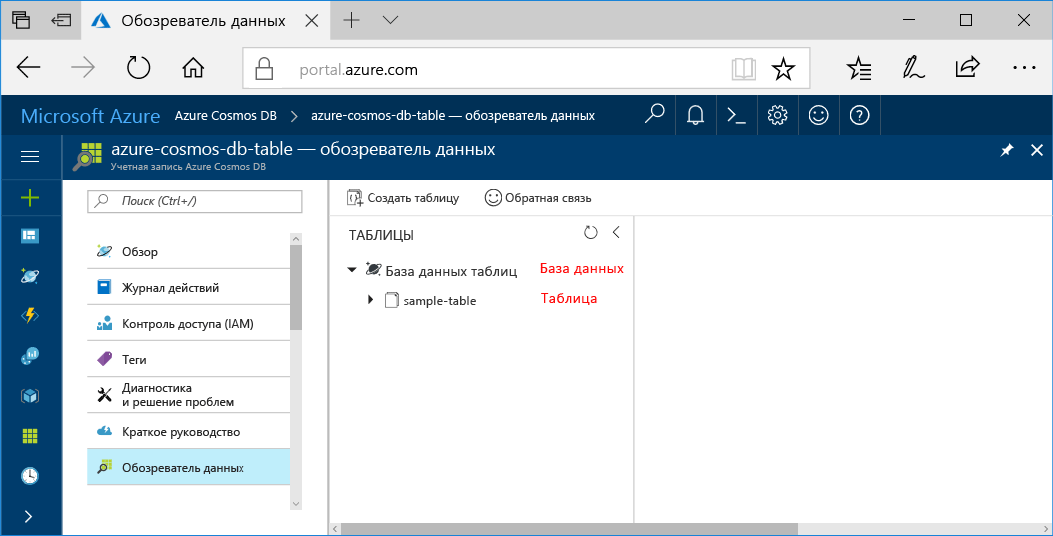 Обозреватель данных
portal.azure.com
Microsoft Azure Azure Cosmos DB azure-cosmos-db-table — обозреватель данных
azure-cosmos-db-table — обозреватель данных
Учетная запись Azure Cosmos DB
Поиск (Ctrl+/)
Обзор
Журнал действий
Контроль доступа (IAM)
Теги
Диагностика
и решение проблем
Краткое руководство
Обозреватель данных
Создать таблицу Обратная связь
ТАБЛИЦЫ
База данных таблиц База данных
sample-table Таблица